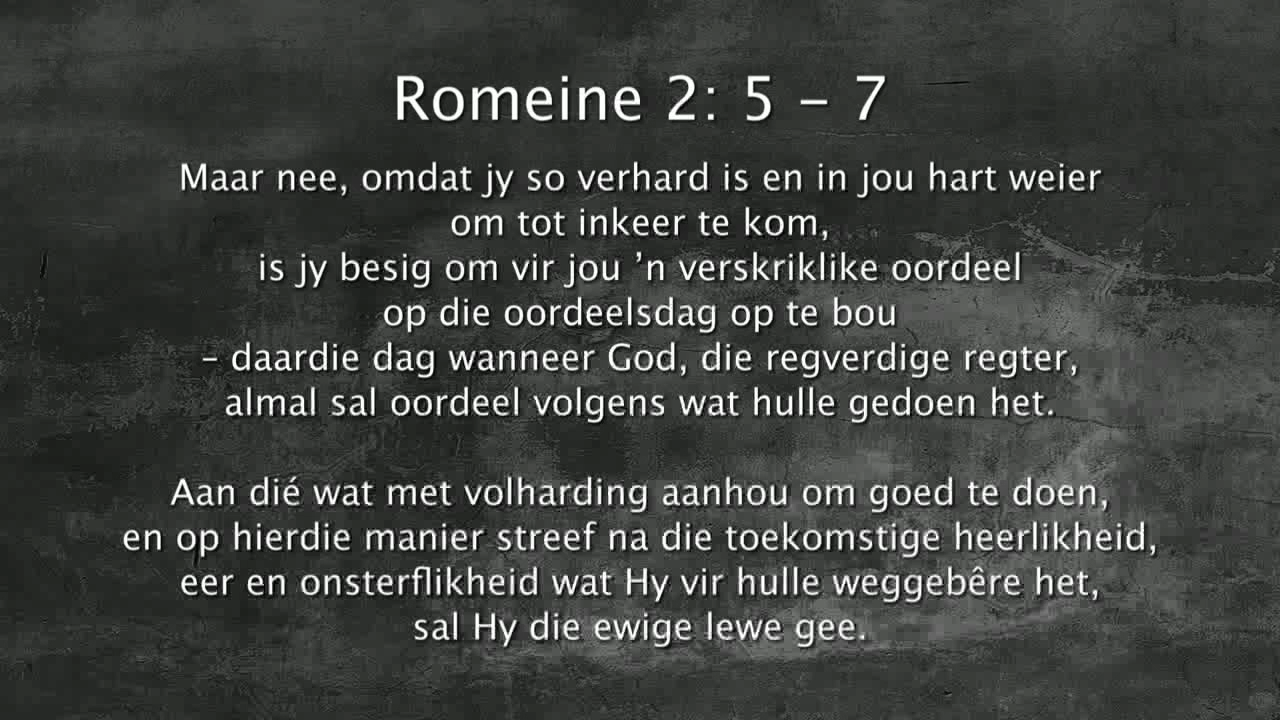 Romeine 2: 5 – 7
Maar nee, omdat jy so verhard is en in jou hart weier
om tot inkeer te kom,
is jy besig om vir jou ’n verskriklike oordeel
op die oordeelsdag op te bou
– daardie dag wanneer God, die regverdige regter,
almal sal oordeel volgens wat hulle gedoen het.
Aan dié wat met volharding aanhou om goed te doen,
en op hierdie manier streef na die toekomstige heerlikheid,
eer en onsterflikheid wat Hy vir hulle weggebêre het,
sal Hy die ewige lewe gee.